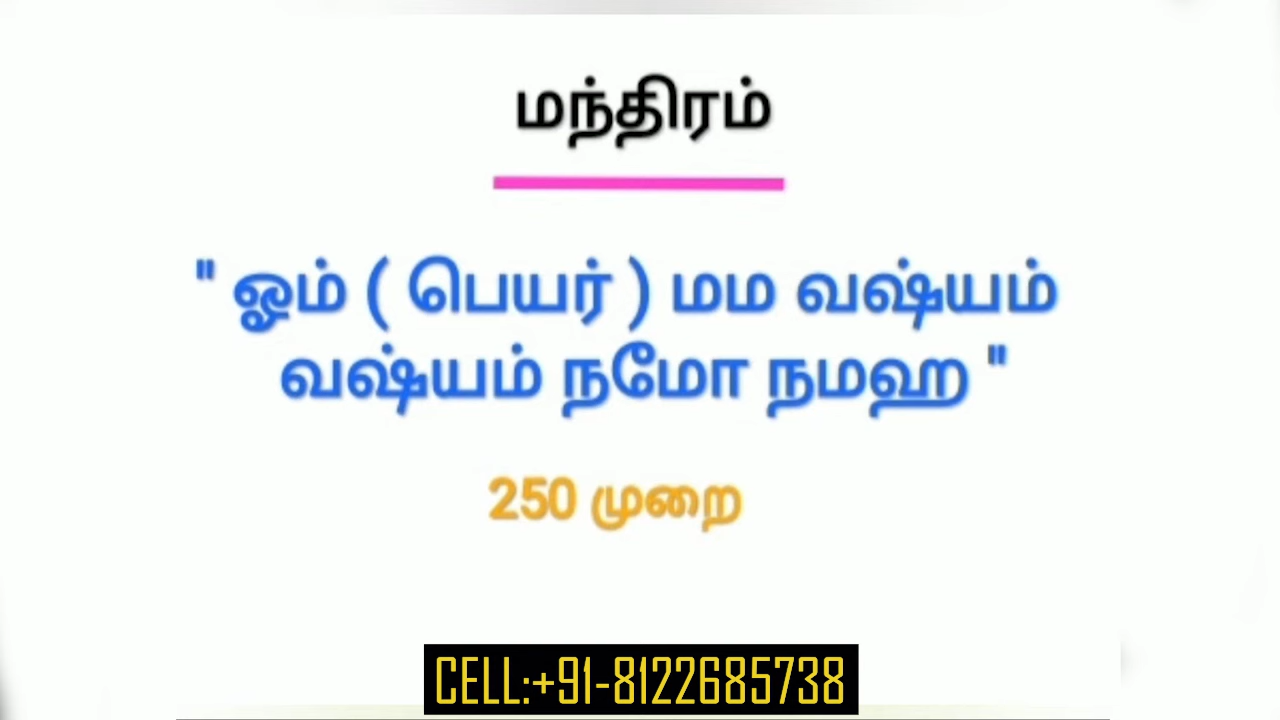 மந்திரம்
" ஓம் ( பெயர் ) மம வஷ்யம்
வஷ்யம் நமோ நமஹ "
250 முறை
CELL:+91-8122685738